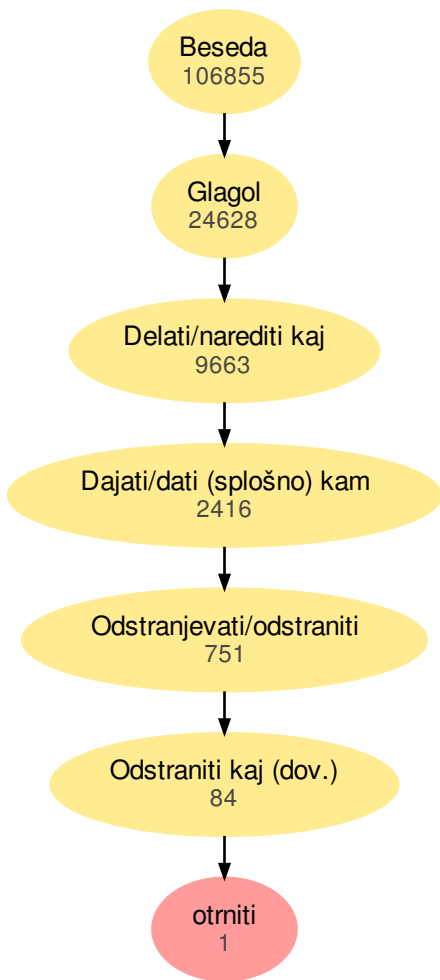 Beseda
106855
Glagol
24628
Delati/narediti kaj
9663
Dajati/dati (splošno) kam
2416
Odstranjevati/odstraniti
751
Odstraniti kaj (dov.)
84
otrniti
1